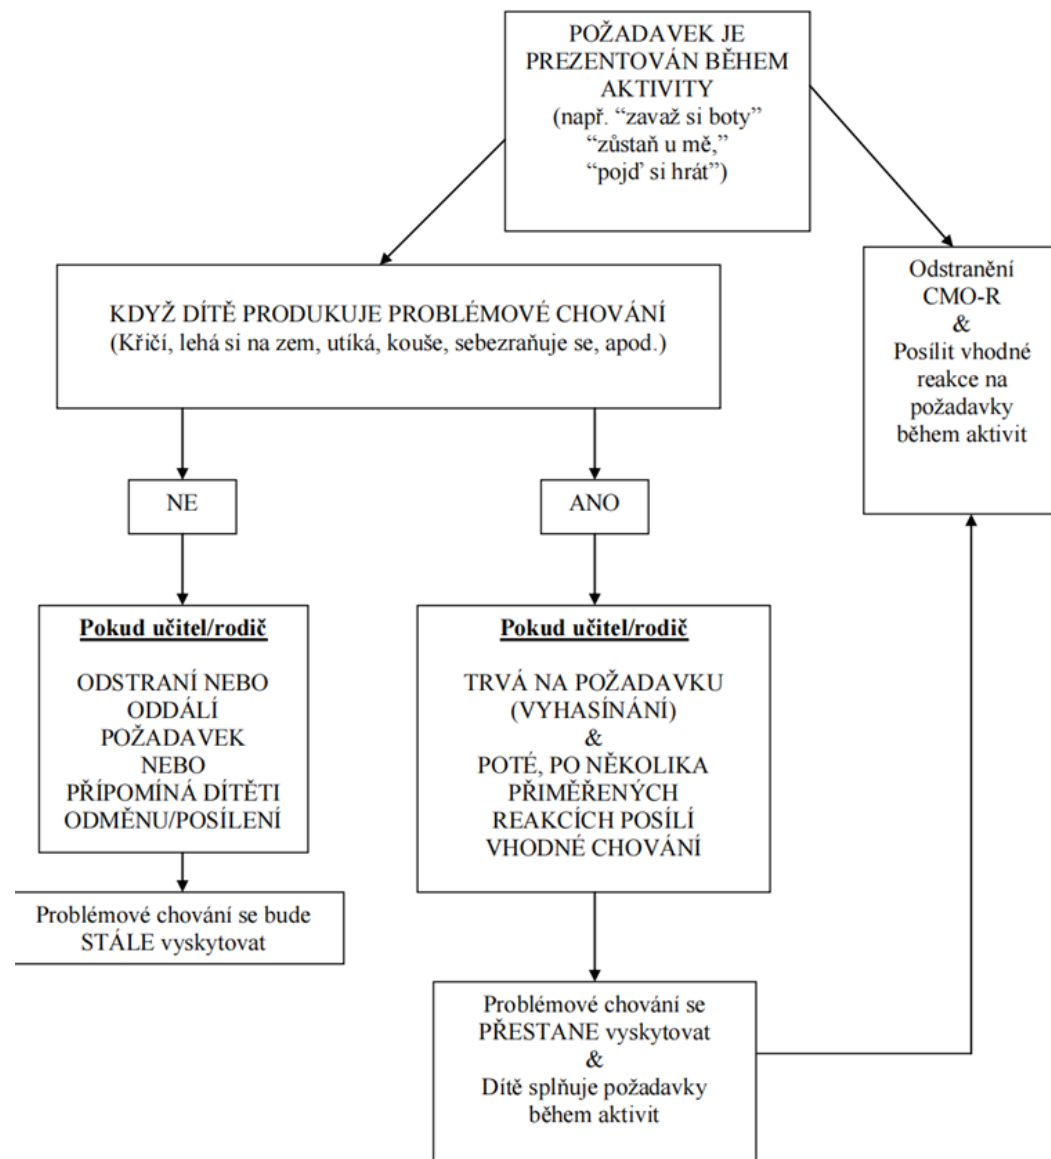 POŽADAVEK JE
PREZENTOVÁN BĚHEM
AKTIVITY
(např. “zavaž si boty”
“zůstaň u mě,”
“pojď si hrát”)
KDYŽ DÍTĚ PRODUKUJE PROBLÉMOVÉ CHOVÁNÍ
(Křičí, lehá si na zem, utíká, kouše, sebezraňuje se, apod.)
Odstranění
CMO-R
&
Posílit vhodné
reakce na
požadavky
během aktivit
NE
ANO
Pokud učitel/rodič
ODSTRANÍ NEBO
ODDÁLÍ
POŽADAVEK
NEBO
PŘÍPOMÍNÁ DÍTĚTI
ODMĚNU/POSÍLENÍ
Pokud učitel/rodič
TRVÁ NA POŽADAVKU
(VYHASÍNÁNÍ)
&
POTÉ, PO NĚKOLIKA
PŘIMĚŘENÝCH
REAKCÍCH POSÍLÍ
VHODNÉ CHOVÁNÍ
Problémové chování se bude
STÁLE vyskytovat
Problémové chování se
PŘESTANE vyskytovat
&
Dítě splňuje požadavky
během aktivit